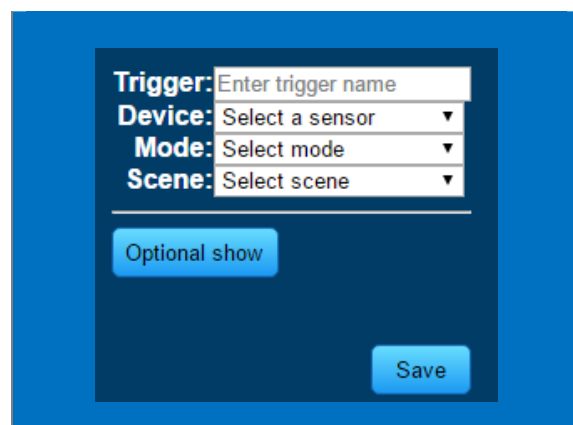 Trigger: Enter trigger name
Device: Select a sensor
Mode: Select mode
Scene: Select scene
Optional show
Save